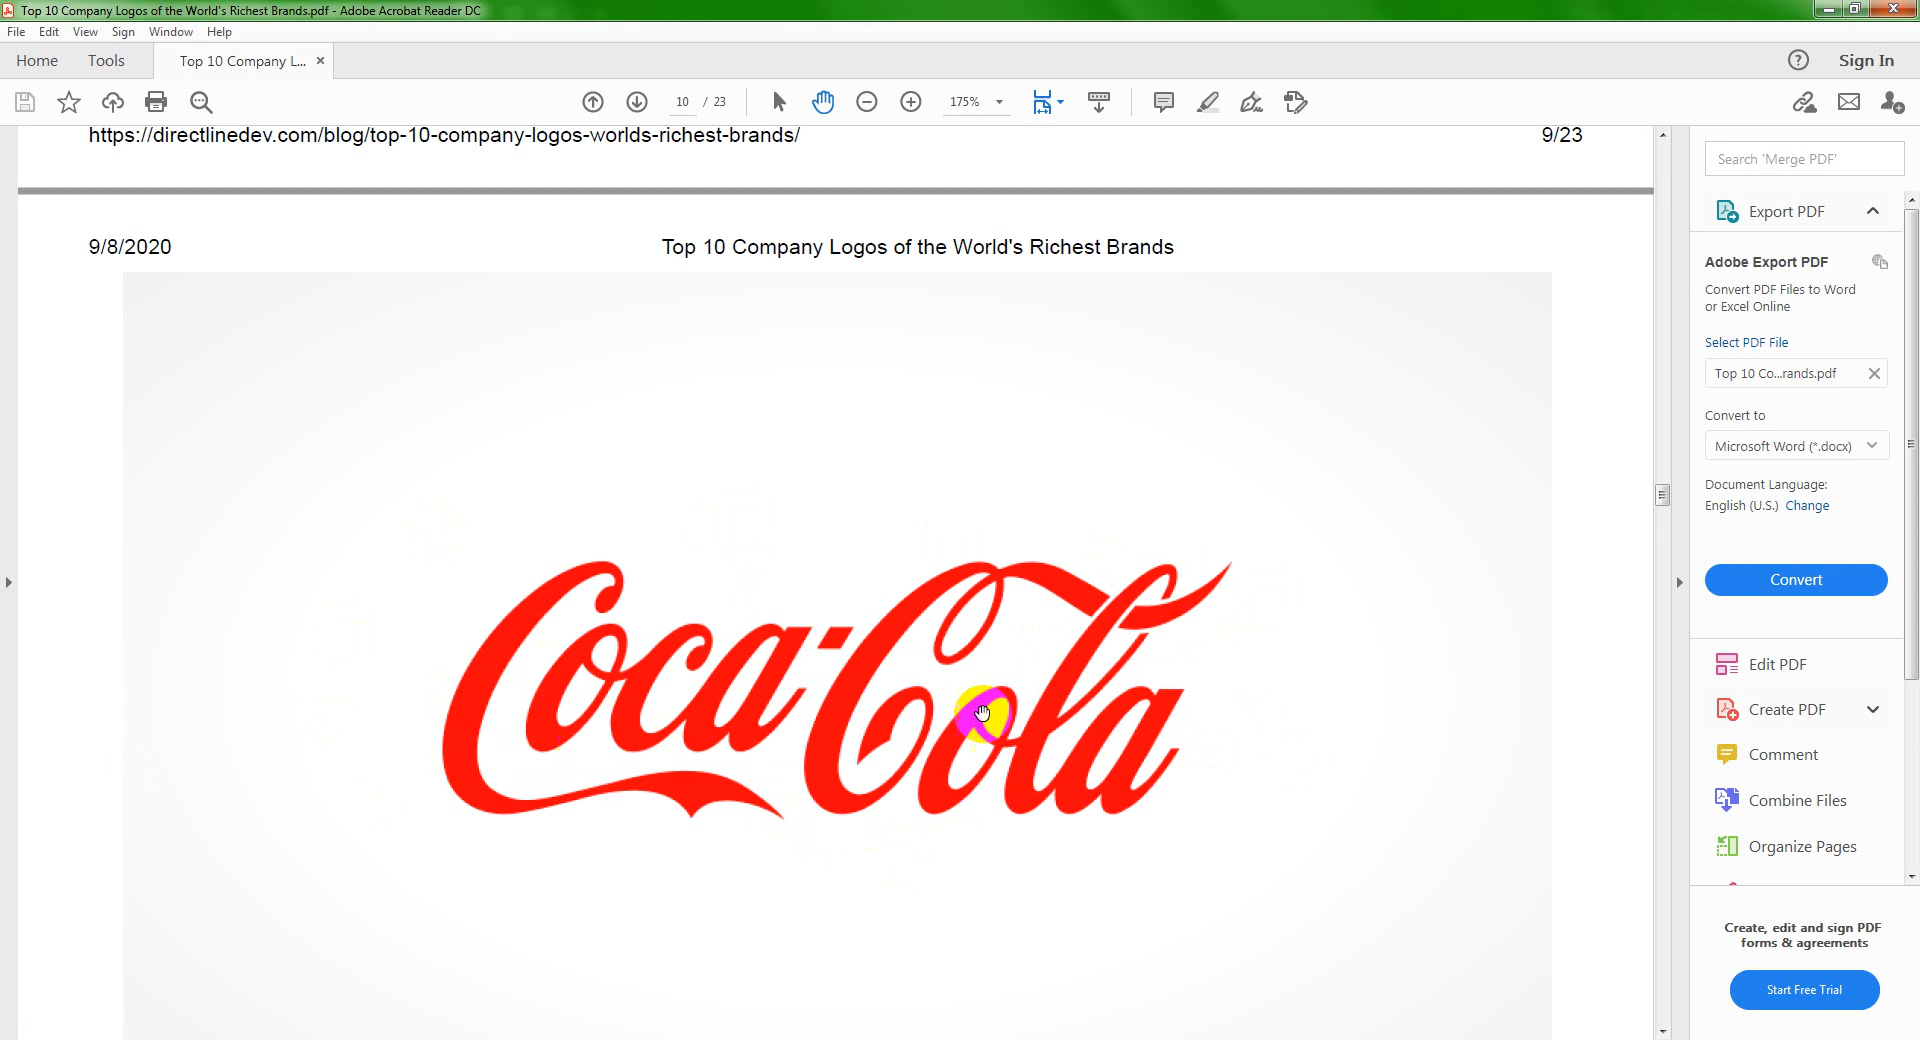 Top 10 Company Logos of the World's Richest Brands.pdf - Adobe Acrobat Reader DC
File Edit View Sign Window Help
Home Tools Top 10 Company L... × Sign In
10 / 23 175%
https://directlinedev.com/blog/top-10-company-logos-worlds-richest-brands/ 9/23
9/8/2020 Top 10 Company Logos of the World's Richest Brands
Coca-Cola
Search 'Merge PDF'
Export PDF
Adobe Export PDF
Convert PDF Files to Word
or Excel Online
Select PDF File
Top 10 Co...rands.pdf
Convert to
Microsoft Word (*.docx)
Document Language:
English (U.S.) Change
Convert
Edit PDF
Create PDF
Comment
Combine Files
Organize Pages
Create, edit and sign PDF
forms & agreements
Start Free Trial